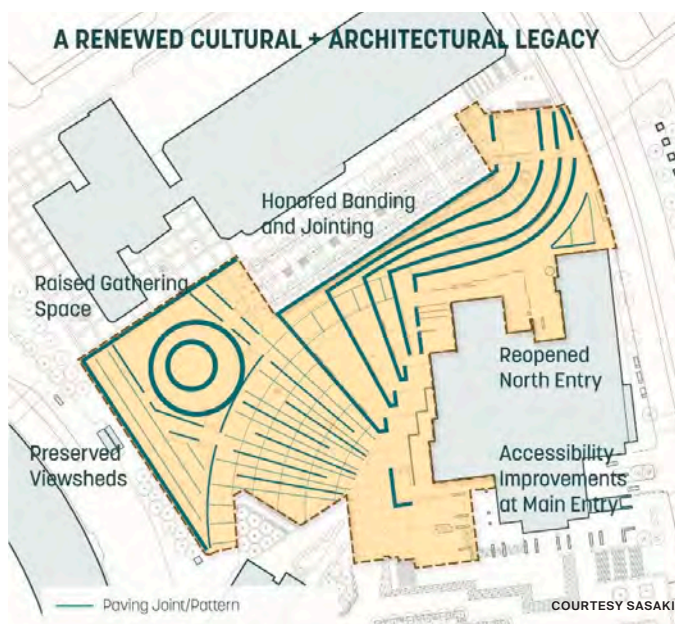 A RENEWED CULTURAL + ARCHITECTURAL LEGACY
Honored Banding
and Jointing
Raised Gathering
Space
Reopened
North Entry
Preserved
Viewsheds
Accessibility
Improvements
at Main Entry
Paving Joint/Pattern
COURTESY SASAKI